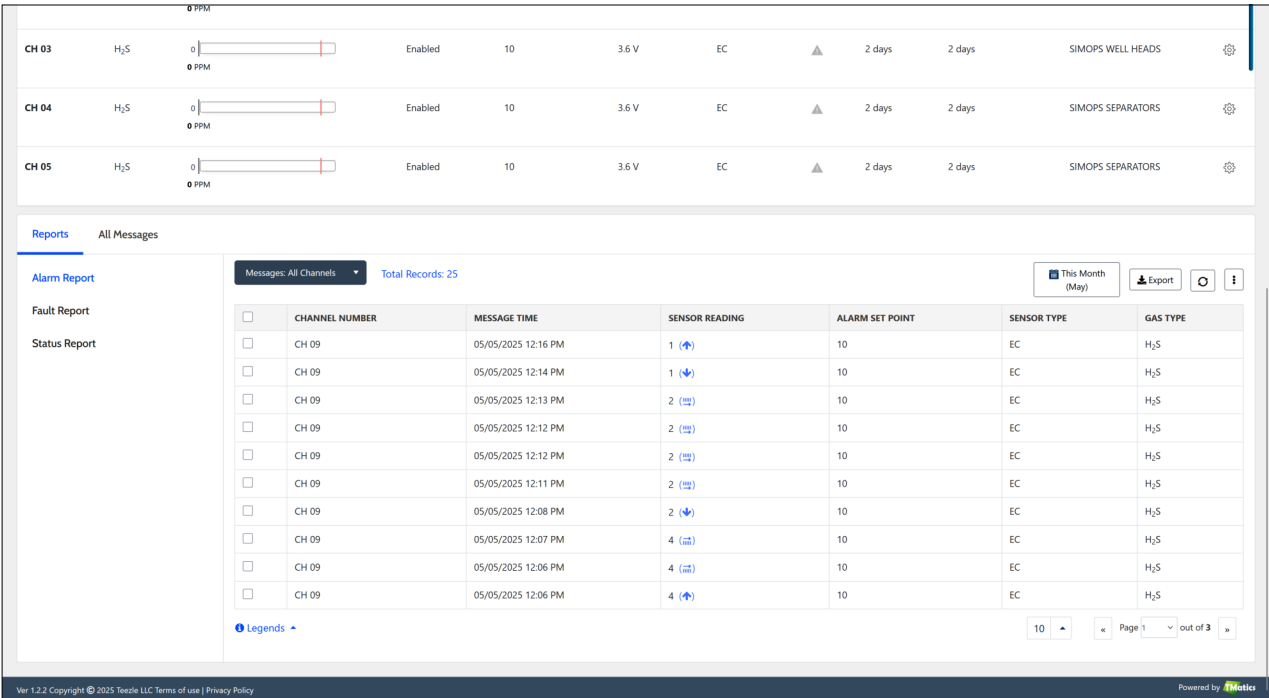 0 PPM
CH 03 H₂S 0 Enabled 10 3.6 V EC 2 days 2 days SIMOPS WELL HEADS
0 PPM
CH 04 H₂S 0 Enabled 10 3.6 V EC 2 days 2 days SIMOPS SEPARATORS
0 PPM
CH 05 H₂S 0 Enabled 10 3.6 V EC 2 days 2 days SIMOPS SEPARATORS
0 PPM
Reports All Messages
Alarm Report
Fault Report
Status Report
Messages: All Channels Total Records: 25 This Month (May) Export
CHANNEL NUMBER MESSAGE TIME SENSOR READING ALARM SET POINT SENSOR TYPE GAS TYPE
CH 09 05/05/2025 12:16 PM 1 (↑) 10 EC H₂S
CH 09 05/05/2025 12:14 PM 1 (↓) 10 EC H₂S
CH 09 05/05/2025 12:13 PM 2 10 EC H₂S
CH 09 05/05/2025 12:12 PM 2 10 EC H₂S
CH 09 05/05/2025 12:12 PM 2 10 EC H₂S
CH 09 05/05/2025 12:11 PM 2 10 EC H₂S
CH 09 05/05/2025 12:08 PM 2 (↓) 10 EC H₂S
CH 09 05/05/2025 12:07 PM 4 10 EC H₂S
CH 09 05/05/2025 12:06 PM 4 10 EC H₂S
CH 09 05/05/2025 12:06 PM 4 (↑) 10 EC H₂S
Legends 10 « Page 1 out of 3 »
Ver 1.2.2 Copyright © 2025 Teezle LLC Terms of use | Privacy Policy Powered by TMatics